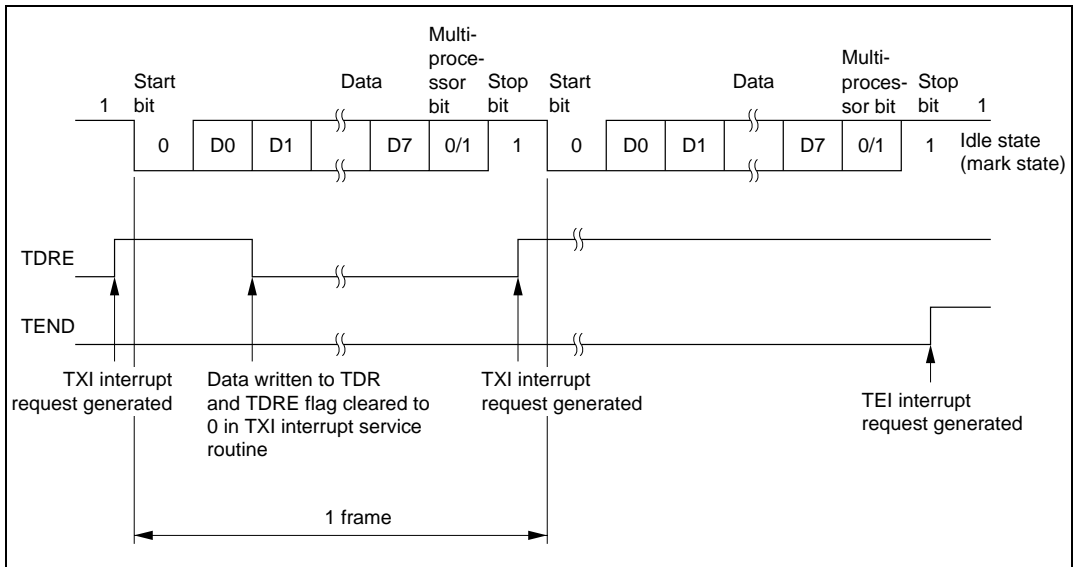 Multi-
proce-
ssor
bit
Start
bit
Data
Stop
bit
Start
bit
Data
Multi-
proces-
sor bit
Stop
bit
1
1
0
D0
D1
D7
0/1
1
0
D0
D1
D7
0/1
1
Idle state
(mark state)
TDRE
TEND
TXI interrupt
request generated
Data written to TDR
and TDRE flag cleared to
0 in TXI interrupt service
routine
TXI interrupt
request generated
TEI interrupt
request generated
1 frame